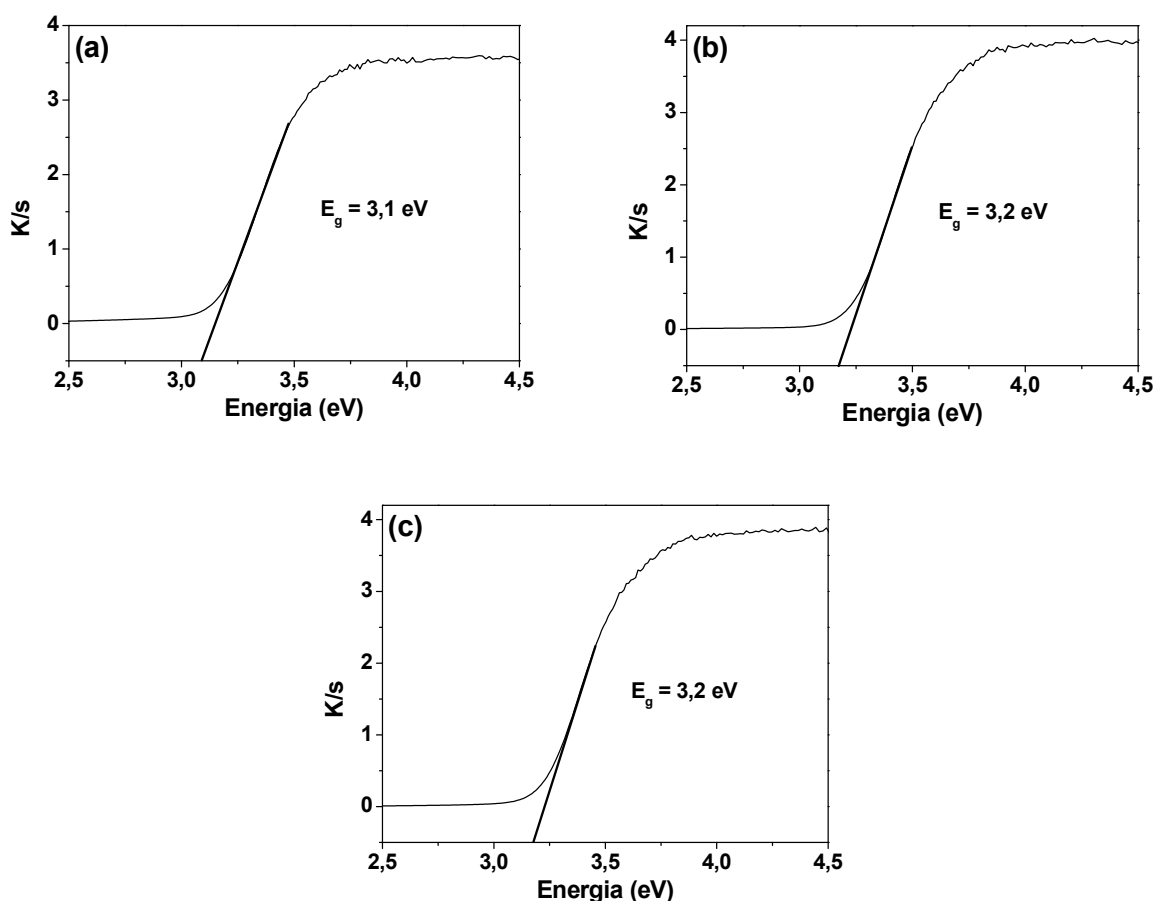 (a)
4
3
2
1
0
K/s
E_g = 3,1 eV
2,5 3,0 3,5 4,0 4,5
Energia (eV)
(b)
4
3
2
1
0
K/s
E_g = 3,2 eV
2,5 3,0 3,5 4,0 4,5
Energia (eV)
(c)
4
3
2
1
0
K/s
E_g = 3,2 eV
2,5 3,0 3,5 4,0 4,5
Energia (eV)